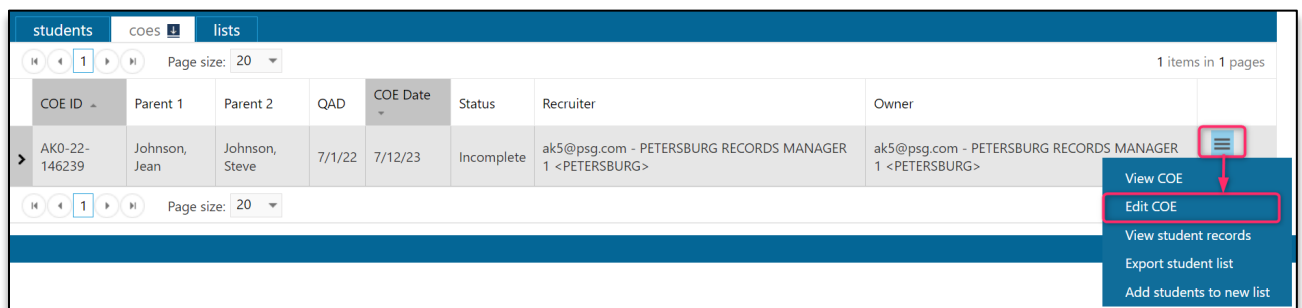 students coes lists
1 Page size: 20 1 items in 1 pages
COE ID Parent 1 Parent 2 QAD COE Date Status Recruiter Owner
AK0-22-146239 Johnson, Jean Johnson, Steve 7/1/22 7/12/23 Incomplete ak5@psg.com - PETERSBURG RECORDS MANAGER 1 <PETERSBURG> ak5@psg.com - PETERSBURG RECORDS MANAGER 1 <PETERSBURG>
1 Page size: 20
View COE
Edit COE
View student records
Export student list
Add students to new list